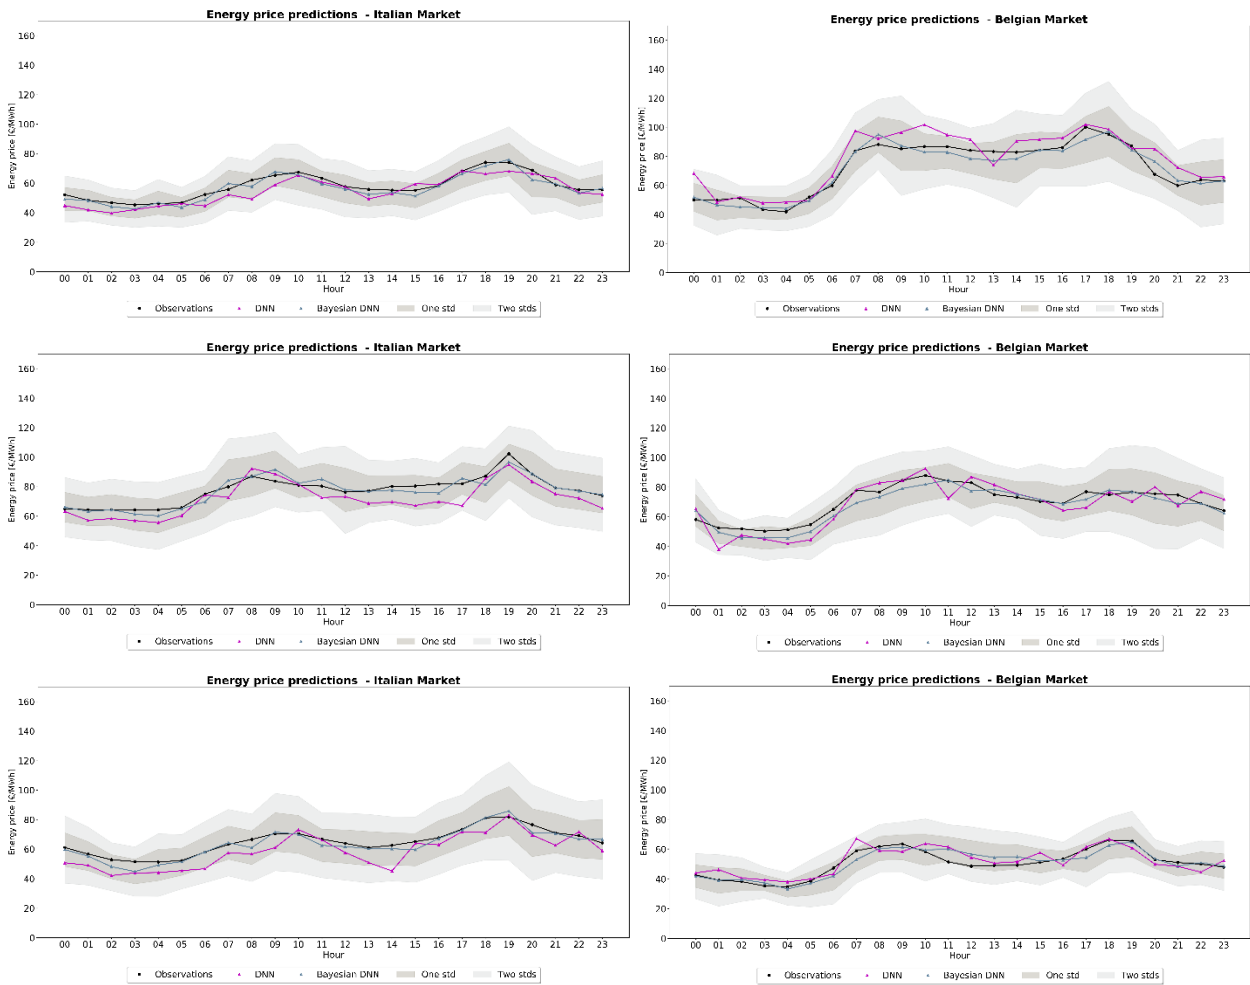 Energy price predictions - Italian Market
Energy price [€/MWh]
160
140
120
100
80
60
40
20
0
00 01 02 03 04 05 06 07 08 09 10 11 12 13 14 15 16 17 18 19 20 21 22 23
Hour
Observations DNN Bayesian DNN One std Two stds
Energy price predictions - Belgian Market
Energy price [€/MWh]
160
140
120
100
80
60
40
20
0
00 01 02 03 04 05 06 07 08 09 10 11 12 13 14 15 16 17 18 19 20 21 22 23
Hour
Observations DNN Bayesian DNN One std Two stds
Energy price predictions - Italian Market
Energy price [€/MWh]
160
140
120
100
80
60
40
20
0
00 01 02 03 04 05 06 07 08 09 10 11 12 13 14 15 16 17 18 19 20 21 22 23
Hour
Observations DNN Bayesian DNN One std Two stds
Energy price predictions - Belgian Market
Energy price [€/MWh]
160
140
120
100
80
60
40
20
0
00 01 02 03 04 05 06 07 08 09 10 11 12 13 14 15 16 17 18 19 20 21 22 23
Hour
Observations DNN Bayesian DNN One std Two stds
Energy price predictions - Italian Market
Energy price [€/MWh]
160
140
120
100
80
60
40
20
0
00 01 02 03 04 05 06 07 08 09 10 11 12 13 14 15 16 17 18 19 20 21 22 23
Hour
Observations DNN Bayesian DNN One std Two stds
Energy price predictions - Belgian Market
Energy price [€/MWh]
160
140
120
100
80
60
40
20
0
00 01 02 03 04 05 06 07 08 09 10 11 12 13 14 15 16 17 18 19 20 21 22 23
Hour
Observations DNN Bayesian DNN One std Two stds